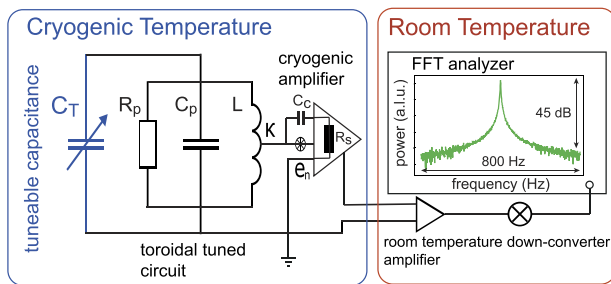 Cryogenic Temperature
Room Temperature
cryogenic
amplifier
FFT analyzer
tuneable capacitance
C_T
R_p
C_p
L
C_c
κ
R_s
e_n
power (a.l.u.)
45 dB
800 Hz
frequency (Hz)
toroidal tuned
circuit
room temperature down-converter
amplifier